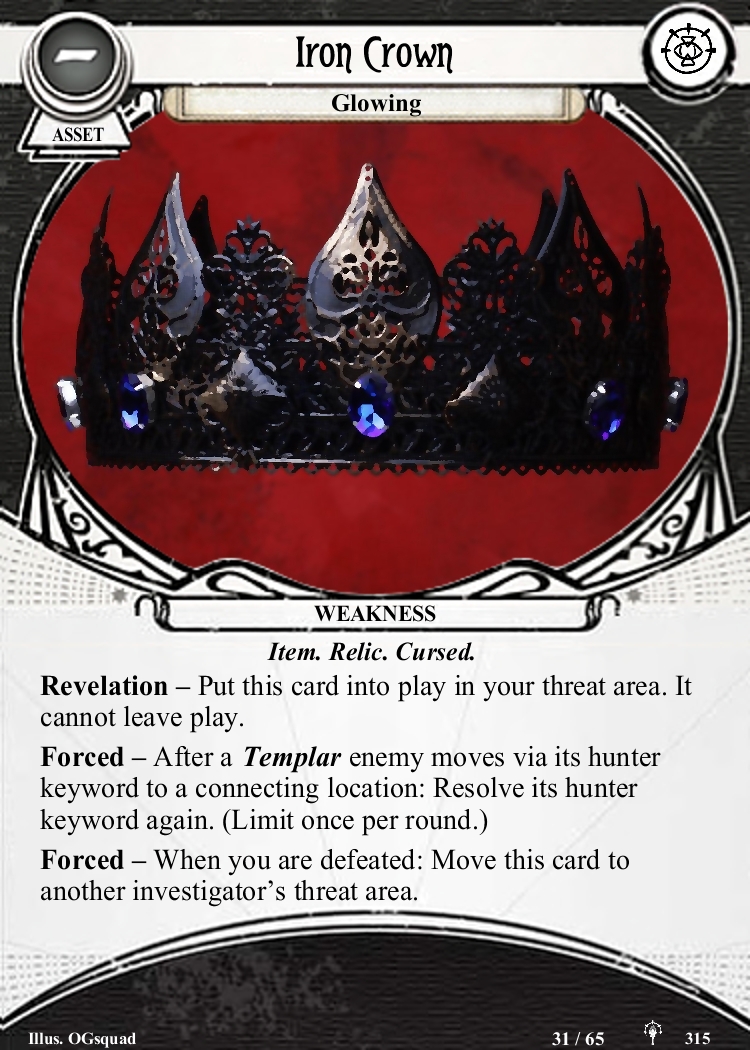 Iron Crown
–
Glowing
ASSET
WEAKNESS
Item. Relic. Cursed.
Revelation – Put this card into play in your threat area. It
cannot leave play.
Forced – After a Templar enemy moves via its hunter
keyword to a connecting location: Resolve its hunter
keyword again. (Limit once per round.)
Forced – When you are defeated: Move this card to
another investigator’s threat area.
Illus. OGsquad
31 / 65
315